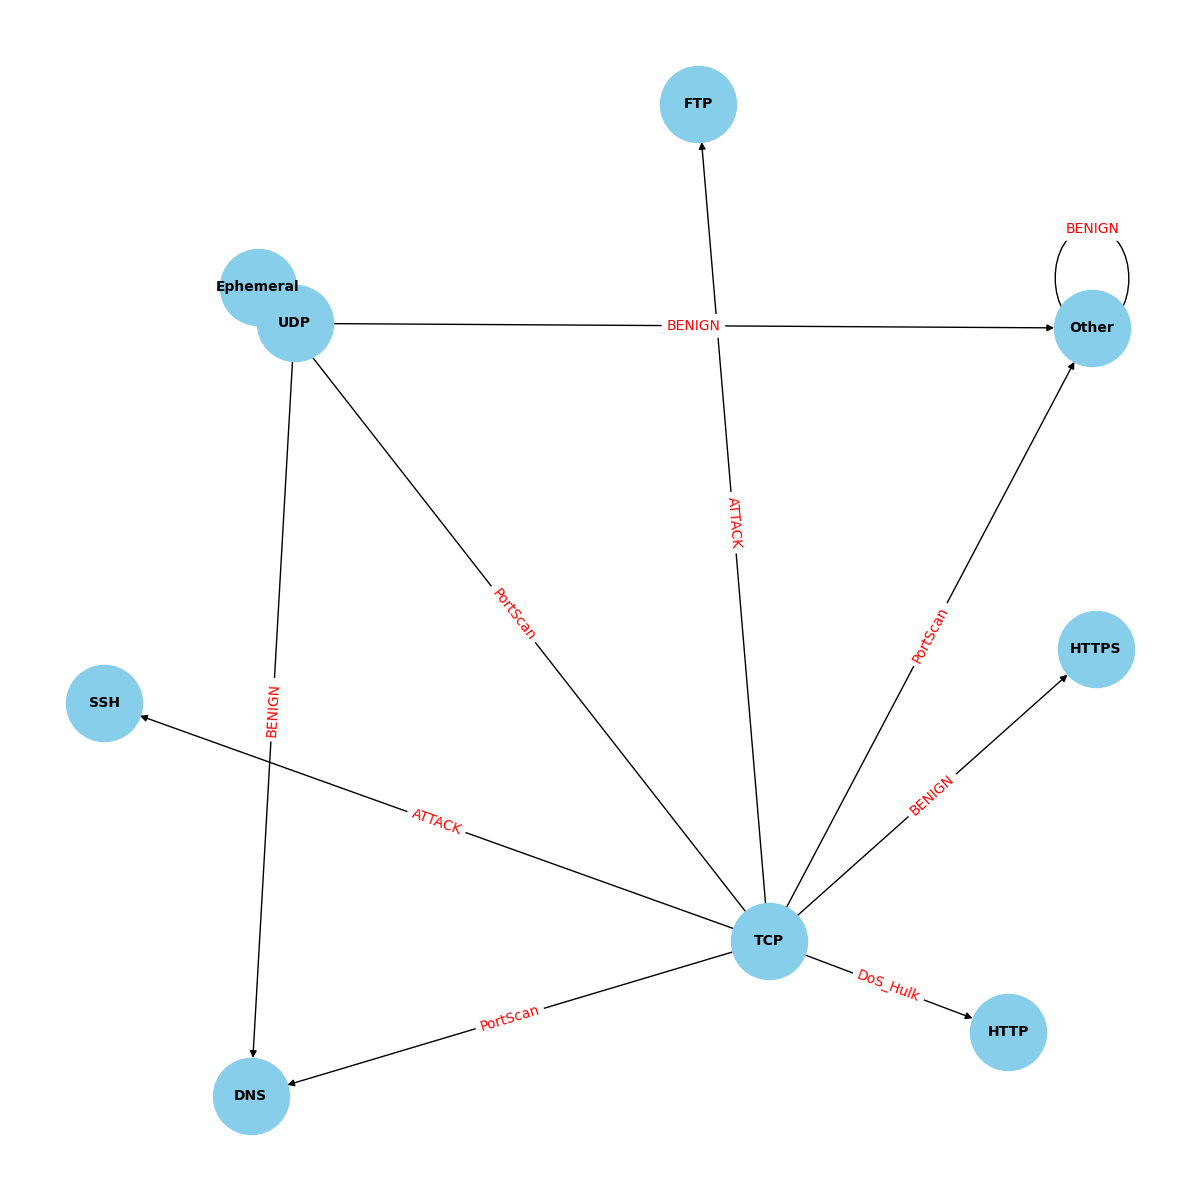 FTP
BENIGN
Ephemeral
UDP
BENIGN
Other
ATTACK
PortScan
PortScan
HTTPS
BENIGN
SSH
BENIGN
ATTACK
TCP
DoS_Hulk
PortScan
HTTP
DNS